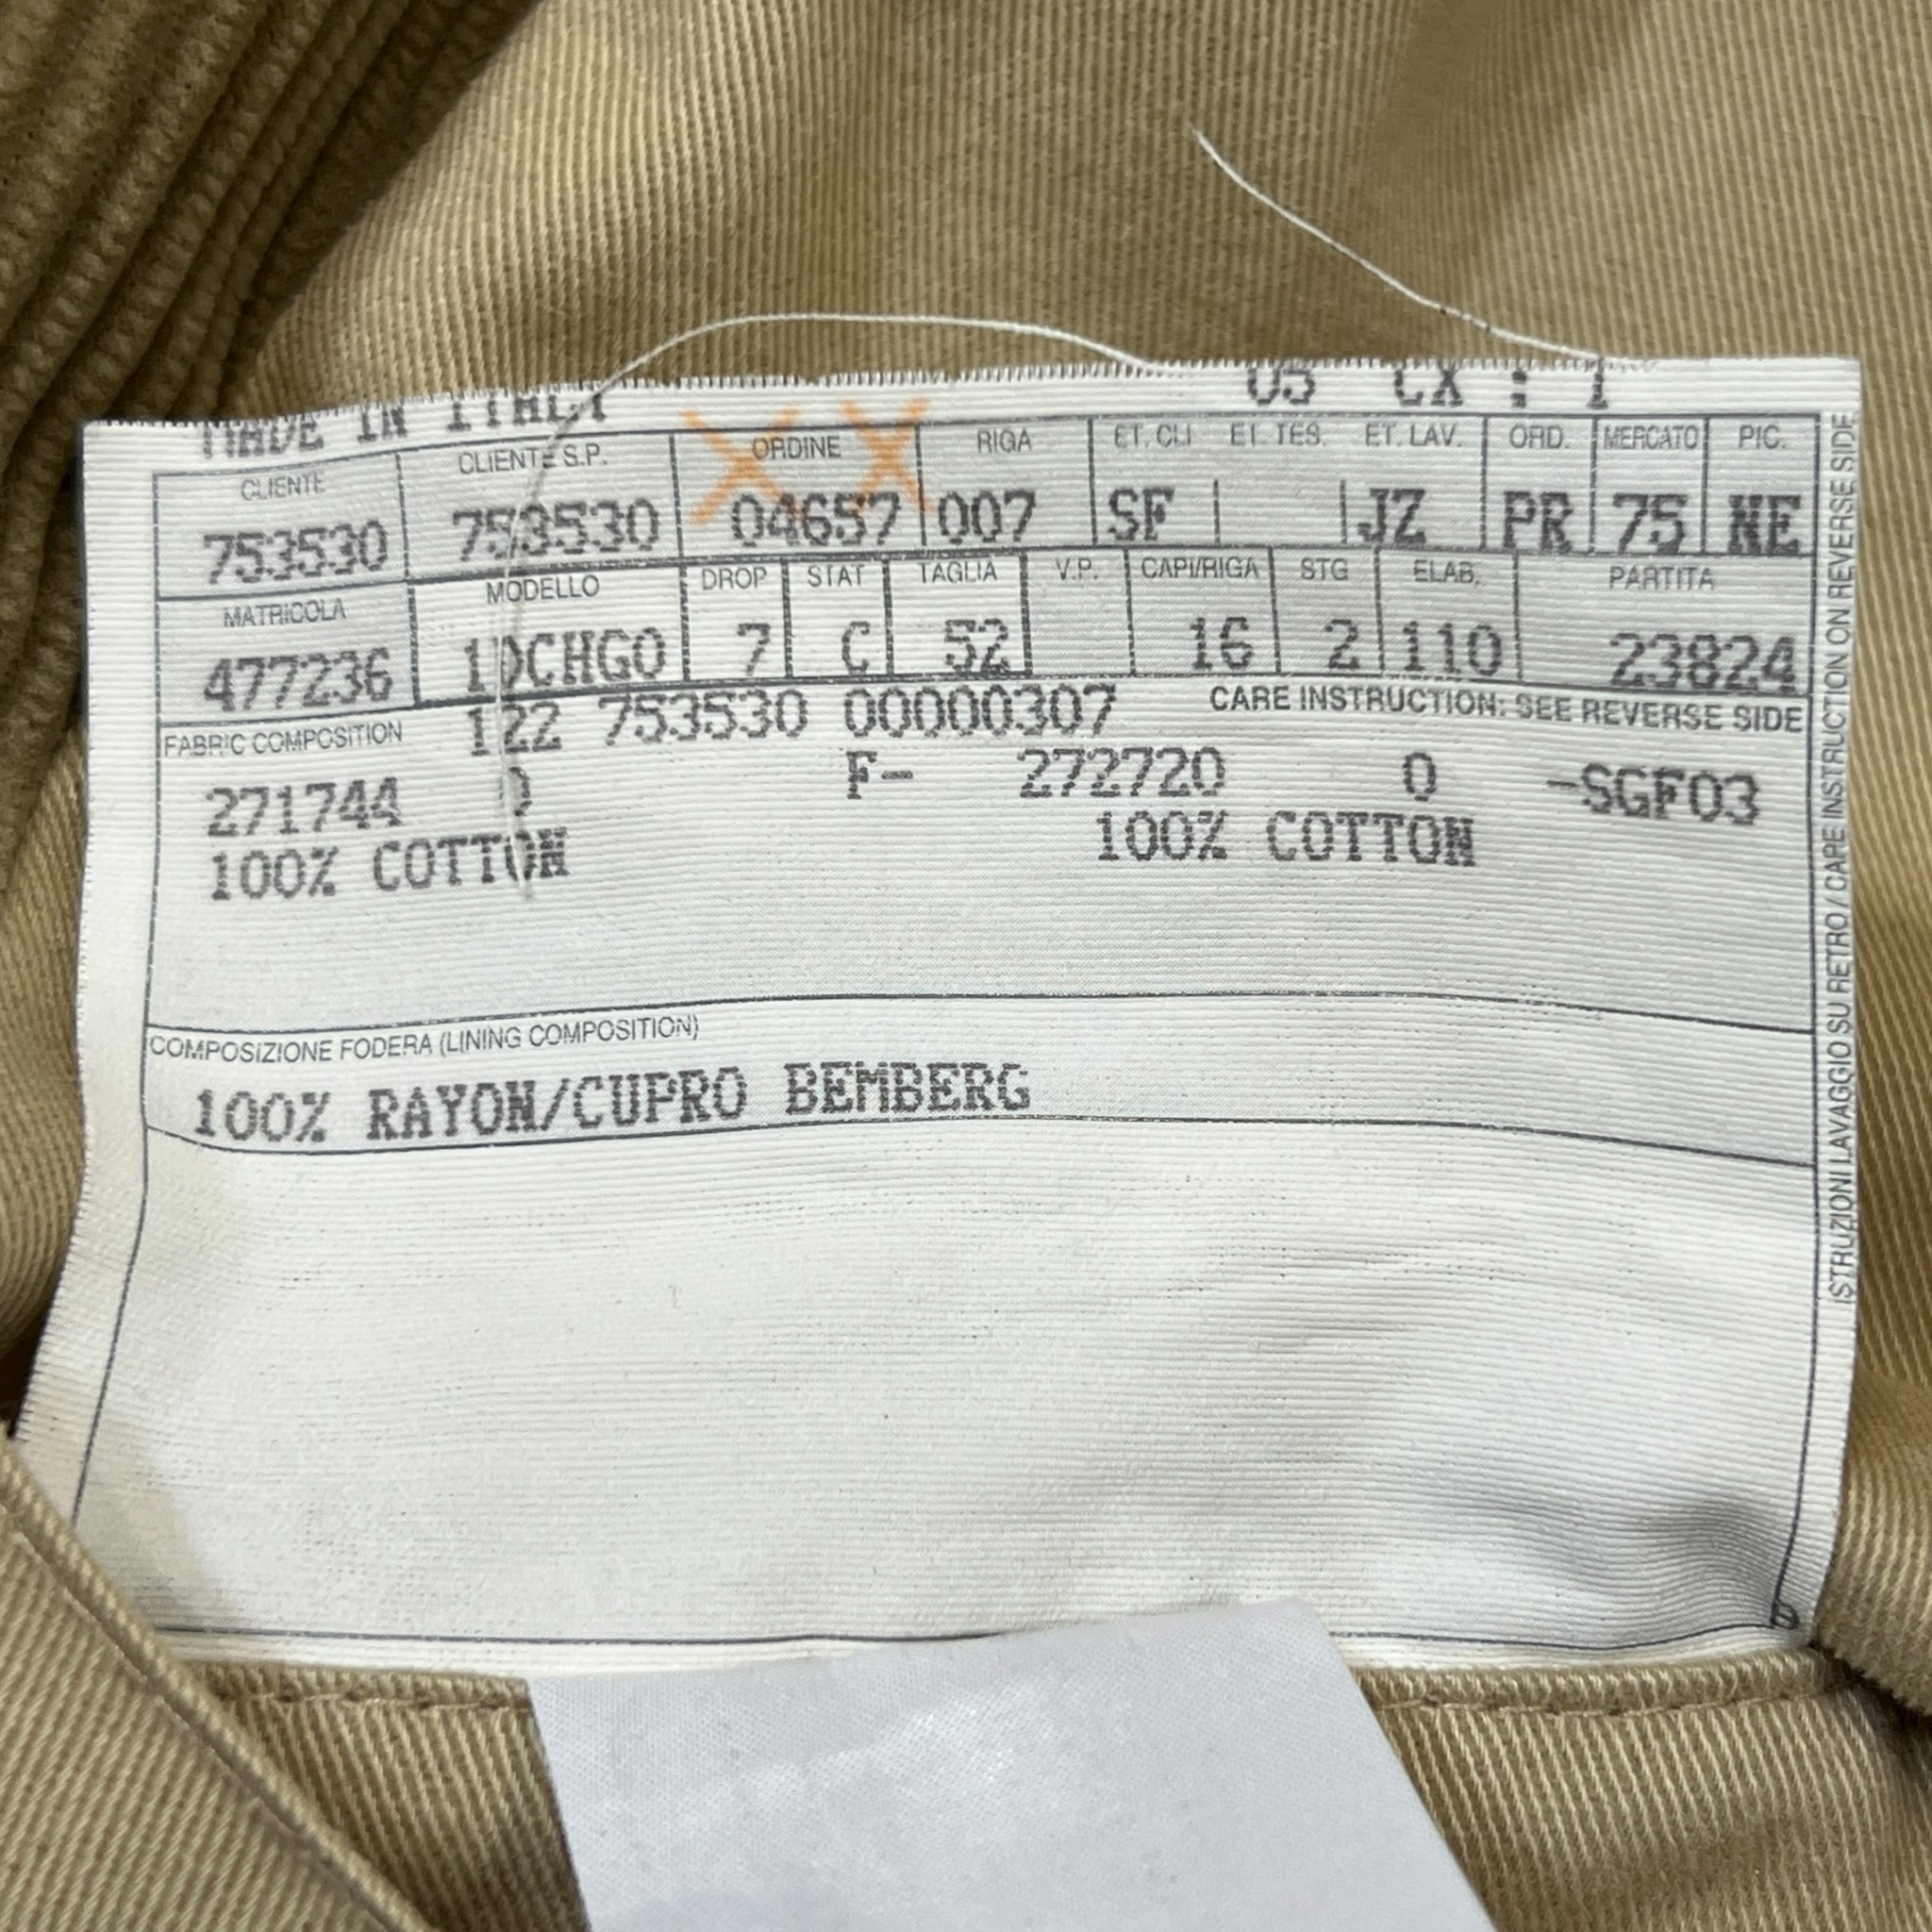 MADE IN ITALY 05 CX : 1
CLIENTE CLIENTE S.P. ORDINE RIGA ET. CLI ET. TES. ET. LAV. ORD. MERCATO PIC.
753530 753530 04657 007 SF JZ PR 75 NE
MATRICOLA MODELLO DROP STAT TAGLIA V.P. CAPI/RIGA STG ELAB. PARTITA
477236 1DCHG0 7 C 52 16 2 110 23824
FABRIC COMPOSITION 122 753530 00000307 CARE INSTRUCTION: SEE REVERSE SIDE
271744 0 F- 272720 0 -SGF03
100% COTTON 100% COTTON
COMPOSIZIONE FODERA (LINING COMPOSITION)
100% RAYON/CUPRO BEMBERG
ISTRUZIONI LAVAGGIO SU RETRO / CAPE INSTRUCTION ON REVERSE SIDE